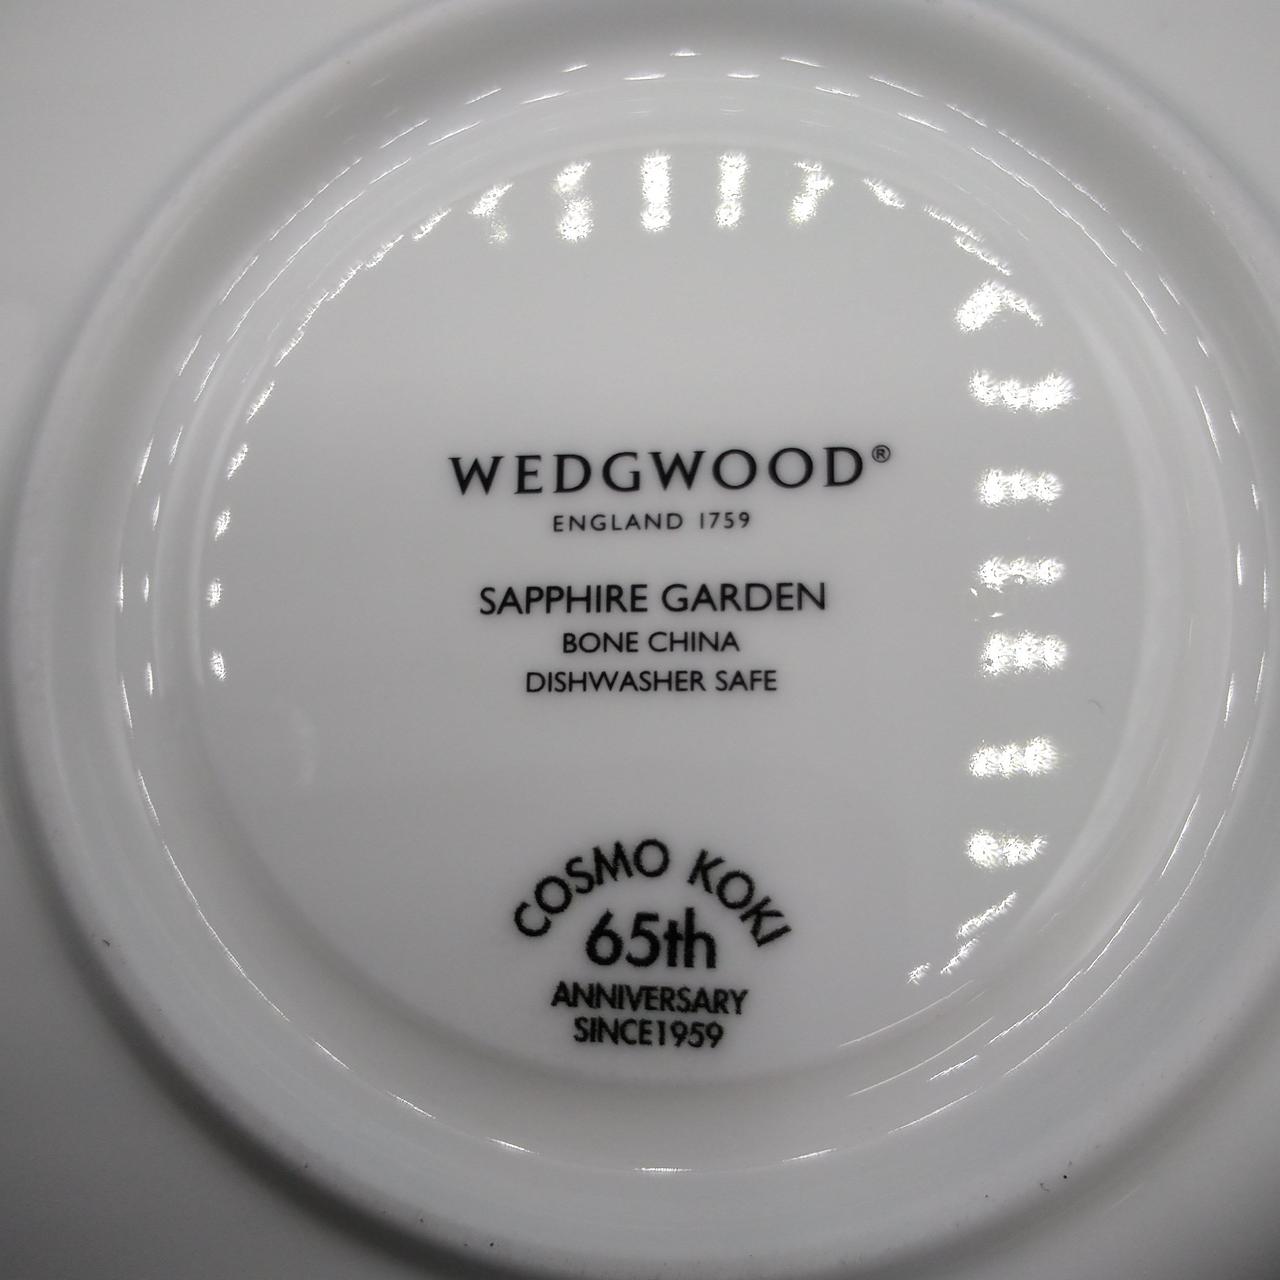 WEDGWOOD®
ENGLAND 1759
SAPPHIRE GARDEN
BONE CHINA
DISHWASHER SAFE
COSMO KOKI
65th
ANNIVERSARY
SINCE1959